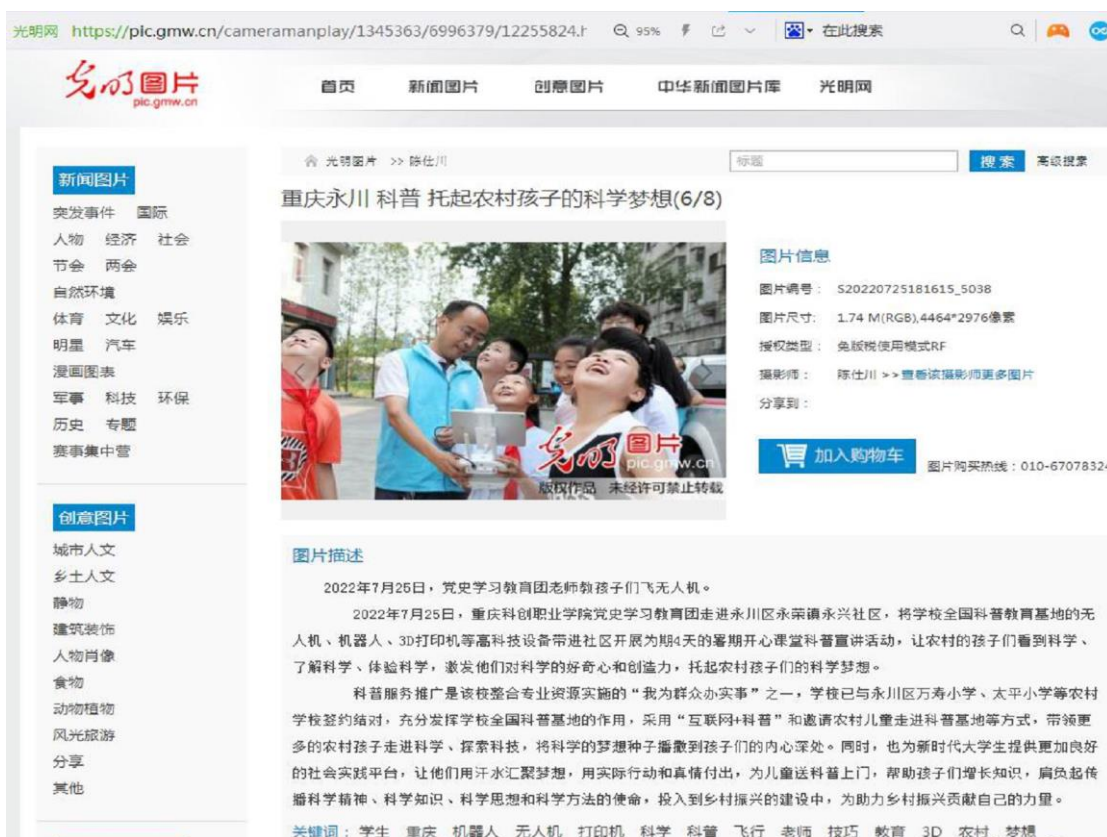 光明网 https://pic.gmw.cn/cameramanplay/1345363/6996379/12255824.h 95% 在此搜索
光明图片
pic.gmw.cn
首页 新闻图片 创意图片 中华新闻图片库 光明网
光明图片 >> 陈仕川
标题 搜索 高级搜索
新闻图片
突发事件 国际
人物 经济 社会
节会 两会
自然环境
体育 文化 娱乐
明星 汽车
漫画图表
军事 科技 环保
历史 专题
赛事集中营
创意图片
城市人文
乡土人文
静物
建筑装饰
人物肖像
食物
动物植物
风光旅游
分享
其他
重庆永川 科普 托起农村孩子的科学梦想(6/8)
光明图片
pic.gmw.cn
版权作品 未经许可禁止转载
图片信息
图片编号： S20220725181615_5038
图片尺寸： 1.74 M(RGB),4464*2976像素
授权类型： 免版税使用模式RF
摄影师： 陈仕川 >>查看该摄影师更多图片
分享到：
加入购物车 图片购买热线：010-67078324
图片描述
2022年7月25日，党史学习教育团老师教孩子们飞无人机。
2022年7月25日，重庆科创职业学院党史学习教育团走进永川区永荣镇永兴社区，将学校全国科普教育基地的无
人机、机器人、3D打印机等高科技设备带进社区开展为期4天的暑期开心课堂科普宣讲活动，让农村的孩子们看到科学、
了解科学、体验科学，激发他们对科学的好奇心和创造力，托起农村孩子们的科学梦想。
科普服务推广是该校整合专业资源实施的“我为群众办实事”之一，学校已与永川区万寿小学、太平小学等农村
学校签约结对，充分发挥学校全国科普基地的作用，采用“互联网+科普”和邀请农村儿童走进科普基地等方式，带领更
多的农村孩子走进科学、探索科技，将科学的梦想种子播撒到孩子们的内心深处。同时，也为新时代大学生提供更加良好
的社会实践平台，让他们用汗水汇聚梦想，用实际行动和真情付出，为儿童送科普上门，帮助孩子们增长知识，肩负起传
播科学精神、科学知识、科学思想和科学方法的使命，投入到乡村振兴的建设中，为助力乡村振兴贡献自己的力量。
关键词： 学生 重庆 机器人 无人机 打印机 科学 科普 飞行 老师 技巧 教育 3D 农村 梦想